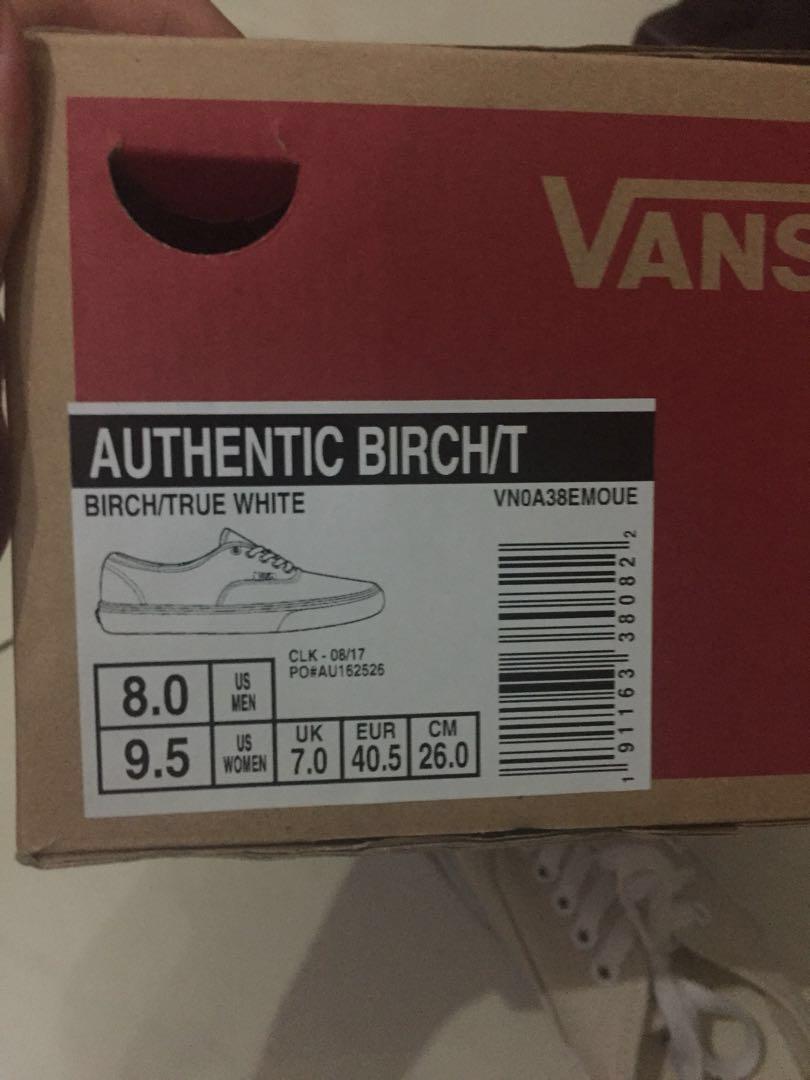 VANS
AUTHENTIC BIRCH/T
BIRCH/TRUE WHITE
VN0A38EMOUE
CLK - 08/17
PO#AU162526
8.0 US MEN
9.5 US WOMEN
UK 7.0
EUR 40.5
CM 26.0
1 91163 38082 2